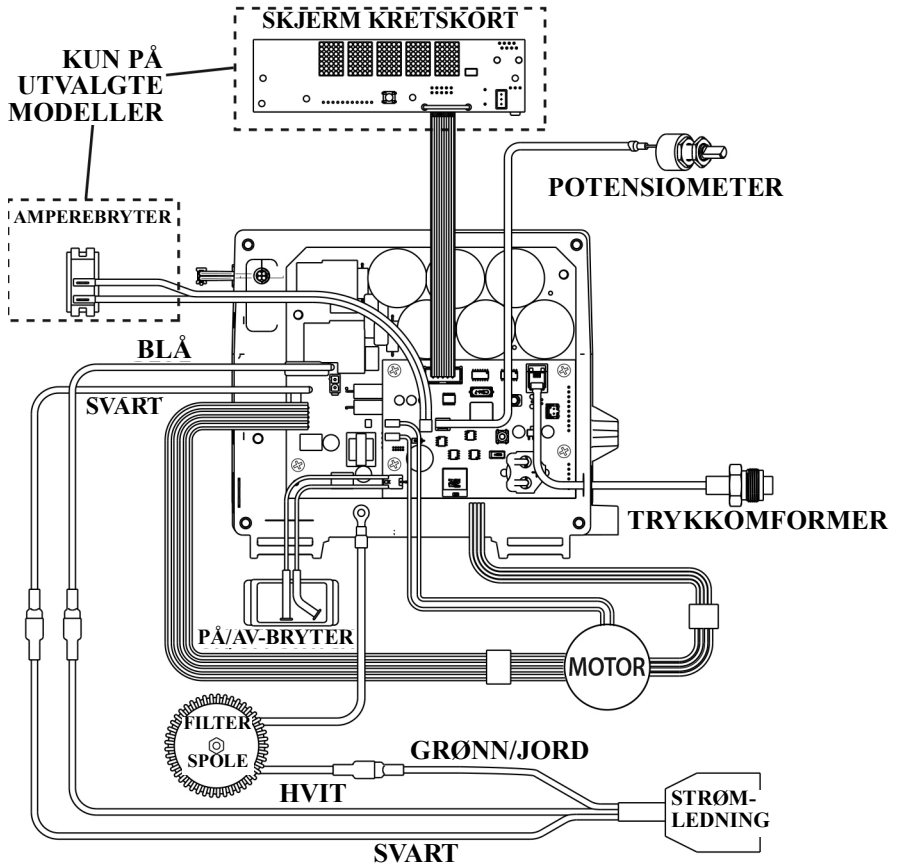 SKJERM KRETSKORT
KUN PÅ
UTVALGTE
MODELLER
POTENSIOMETER
AMPEREBRYTER
BLÅ
SVART
TRYKKOMFORMER
PÅ/AV-BRYTER
MOTOR
FILTER
SPOLE
GRØNN/JORD
HVIT
STRØM-
LEDNING
SVART